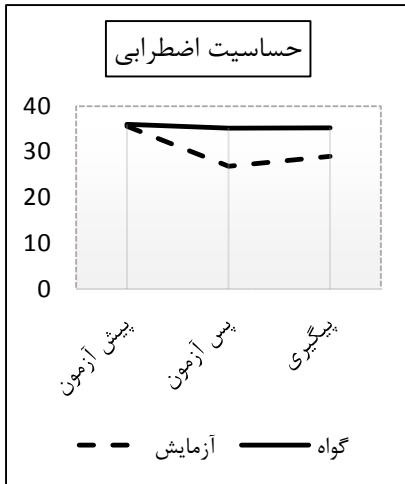 حساسیت اضطرابی
40
30
20
10
0
پیش آزمون
پس آزمون
پیگیری
آزمایش
گواه